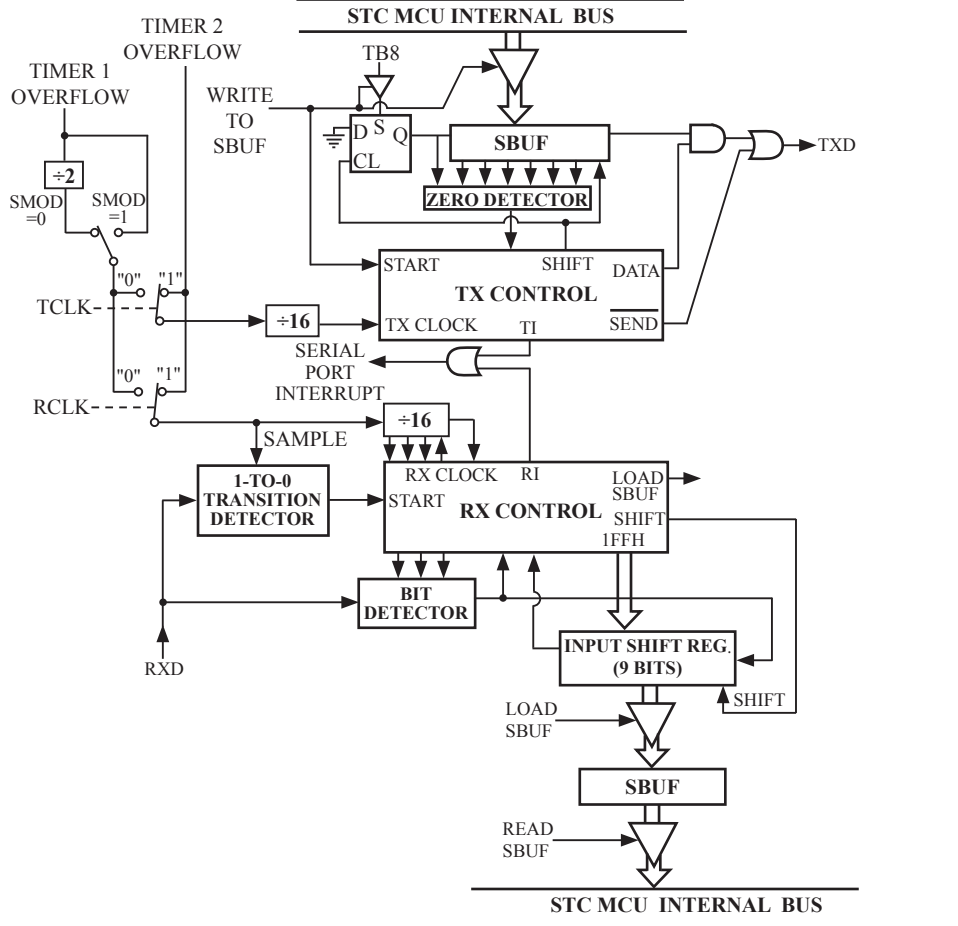 STC MCU INTERNAL BUS
TIMER 2
OVERFLOW
TB8
TIMER 1
OVERFLOW
WRITE
TO
SBUF
D
S
Q
CL
SBUF
TXD
÷2
ZERO DETECTOR
SMOD
=0
SMOD
=1
START
SHIFT
DATA
TX CONTROL
"0"
"1"
TCLK
÷16
TX CLOCK
TI
SEND
SERIAL
PORT
INTERRUPT
"0"
"1"
RCLK
÷16
SAMPLE
RX CLOCK
RI
LOAD
SBUF
1-TO-0
TRANSITION
DETECTOR
START
RX CONTROL
SHIFT
1FFH
BIT
DETECTOR
RXD
INPUT SHIFT REG.
(9 BITS)
SHIFT
LOAD
SBUF
SBUF
READ
SBUF
STC MCU INTERNAL BUS